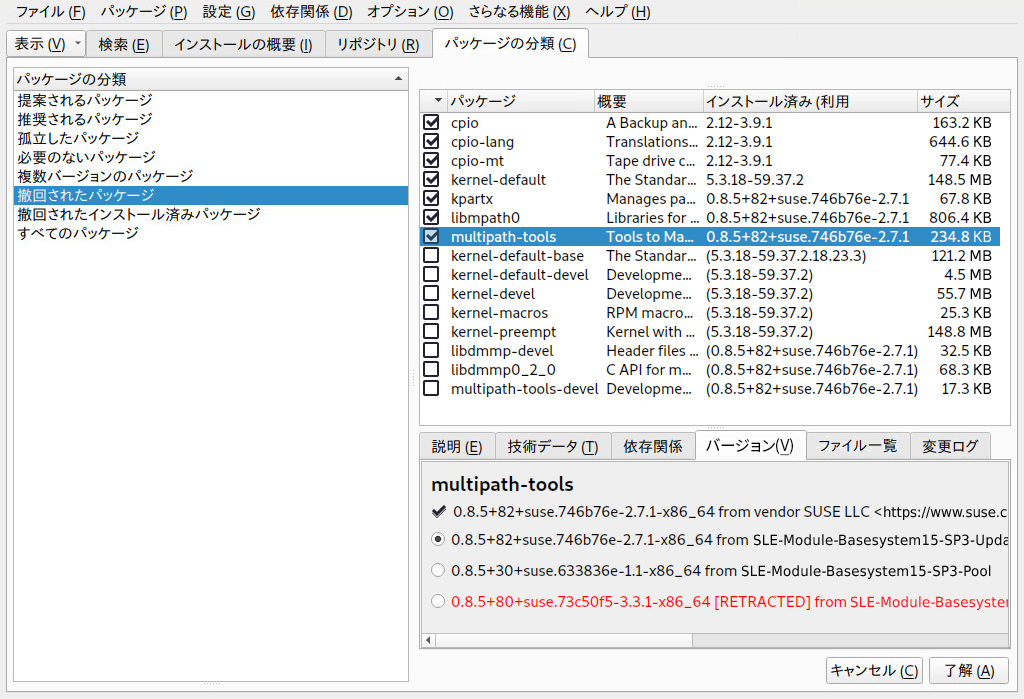 ファイル (F) パッケージ (P) 設定 (G) 依存関係 (D) オプション (O) さらなる機能 (X) ヘルプ (H)
表示 (V) 検索 (E) インストールの概要 (I) リポジトリ (R) パッケージの分類 (C)
パッケージの分類
提案されるパッケージ
推奨されるパッケージ
孤立したパッケージ
必要のないパッケージ
複数バージョンのパッケージ
撤回されたパッケージ
撤回されたインストール済みパッケージ
すべてのパッケージ
パッケージ 概要 インストール済み (利用 サイズ
cpio A Backup an... 2.12-3.9.1 163.2 KB
cpio-lang Translations... 2.12-3.9.1 644.6 KB
cpio-mt Tape drive c... 2.12-3.9.1 77.4 KB
kernel-default The Standar... 5.3.18-59.37.2 148.5 MB
kpartx Manages pa... 0.8.5+82+suse.746b76e-2.7.1 67.8 KB
libmpath0 Libraries for ... 0.8.5+82+suse.746b76e-2.7.1 806.4 KB
multipath-tools Tools to Ma... 0.8.5+82+suse.746b76e-2.7.1 234.8 KB
kernel-default-base The Standar... (5.3.18-59.37.2.18.23.3) 121.2 MB
kernel-default-devel Developme... (5.3.18-59.37.2) 4.5 MB
kernel-devel Developme... (5.3.18-59.37.2) 55.7 MB
kernel-macros RPM macro... (5.3.18-59.37.2) 25.3 KB
kernel-preempt Kernel with ... (5.3.18-59.37.2) 148.8 MB
libdmmp-devel Header files ... (0.8.5+82+suse.746b76e-2.7.1) 32.5 KB
libdmmp0_2_0 C API for m... (0.8.5+82+suse.746b76e-2.7.1) 68.3 KB
multipath-tools-devel Developme... (0.8.5+82+suse.746b76e-2.7.1) 17.3 KB
説明 (E) 技術データ (T) 依存関係 バージョン(V) ファイル一覧 変更ログ
multipath-tools
0.8.5+82+suse.746b76e-2.7.1-x86_64 from vendor SUSE LLC <https://www.suse.c
0.8.5+82+suse.746b76e-2.7.1-x86_64 from SLE-Module-Basesystem15-SP3-Upda
0.8.5+30+suse.633836e-1.1-x86_64 from SLE-Module-Basesystem15-SP3-Pool
0.8.5+80+suse.73c50f5-3.3.1-x86_64 [RETRACTED] from SLE-Module-Basesyster
キャンセル (C) 了解 (A)